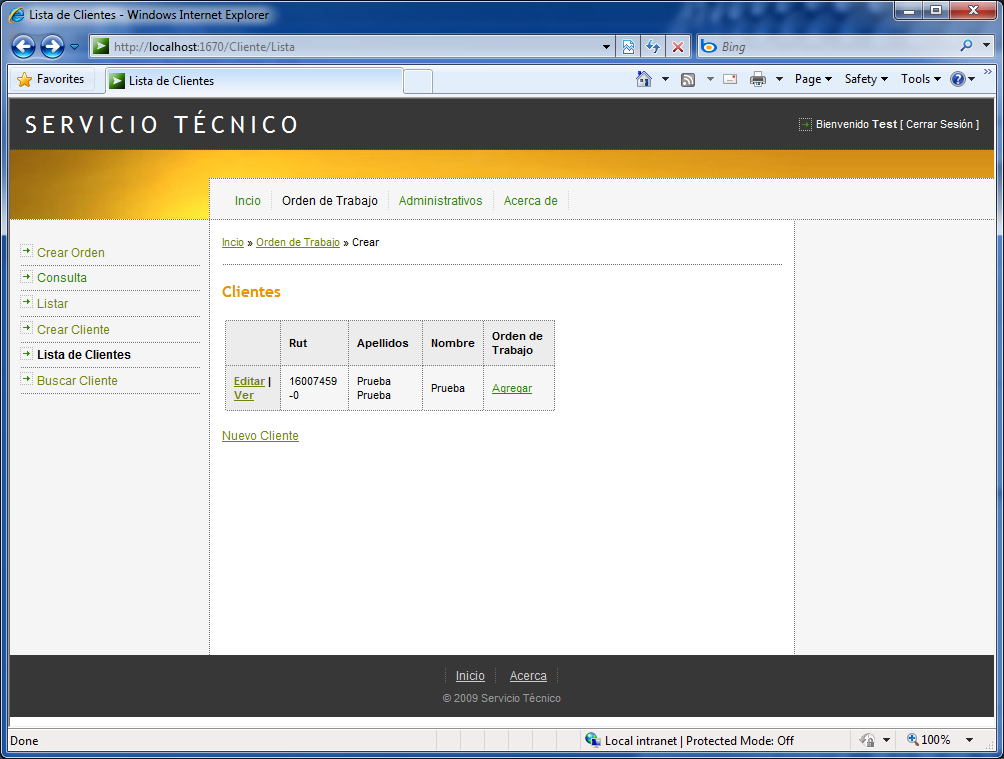 Lista de Clientes - Windows Internet Explorer
http://localhost:1670/Cliente/Lista
Bing
Favorites
Lista de Clientes
Page
Safety
Tools
SERVICIO TÉCNICO
Bienvenido Test [ Cerrar Sesión ]
Incio
Orden de Trabajo
Administrativos
Acerca de
Crear Orden
Consulta
Listar
Crear Cliente
Lista de Clientes
Buscar Cliente
Incio » Orden de Trabajo » Crear
Clientes
Rut
Apellidos
Nombre
Orden de
Trabajo
Editar |
Ver
16007459
-0
Prueba
Prueba
Prueba
Agregar
Nuevo Cliente
Inicio
Acerca
© 2009 Servicio Técnico
Done
Local intranet | Protected Mode: Off
100%